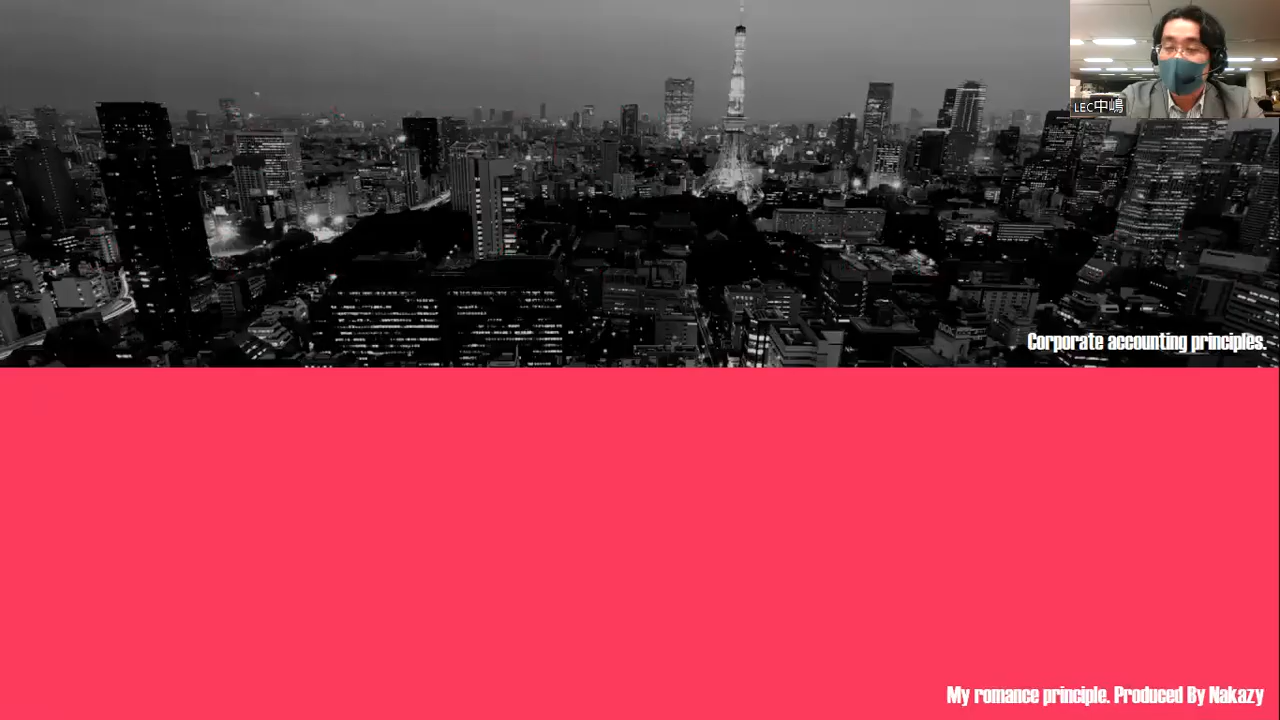 LEC中嶋
Corporate accounting principles.
My romance principle. Produced By Nakazy